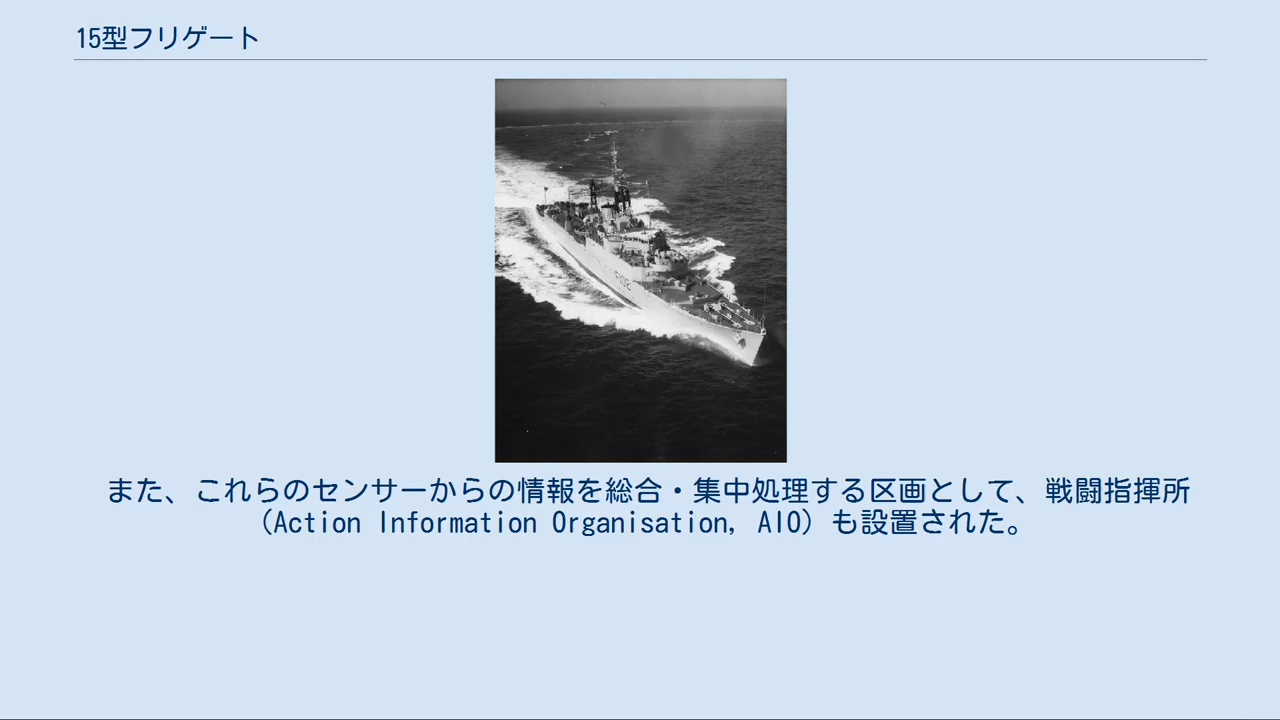 15型フリゲート
また、これらのセンサーからの情報を総合・集中処理する区画として、戦闘指揮所
（Action Information Organisation, AIO）も設置された。